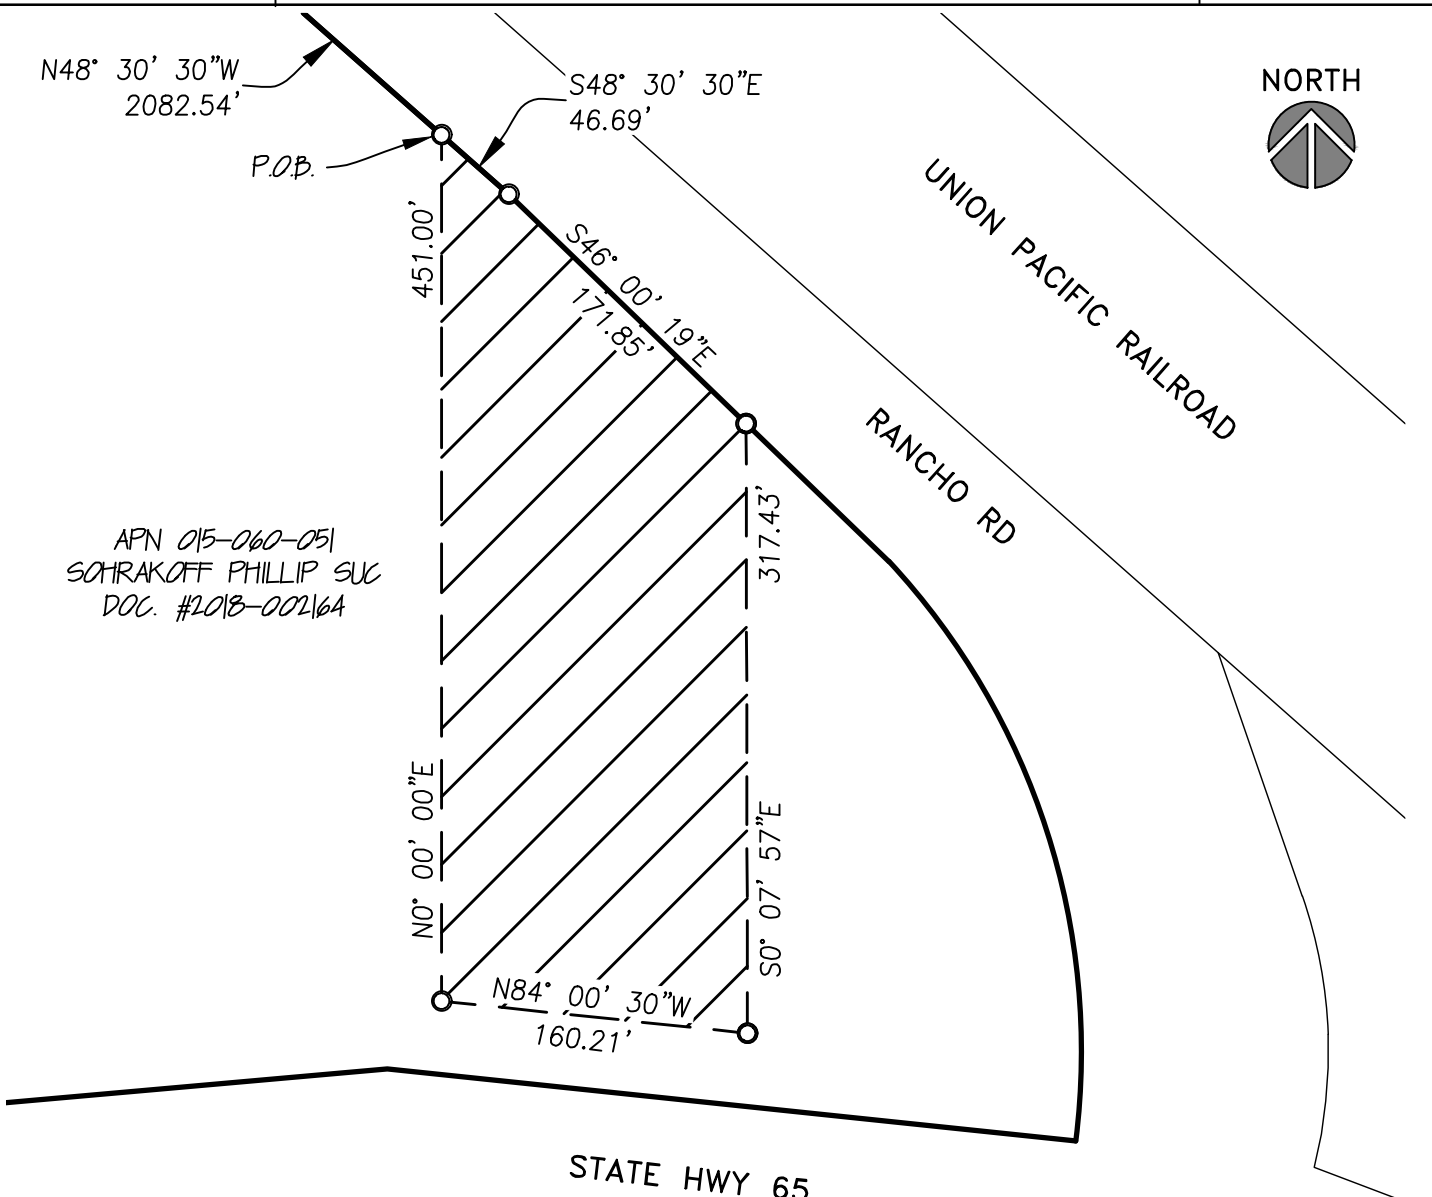 NORTH
N48° 30' 30"W
2082.54'
S48° 30' 30"E
46.69'
P.O.B.
451.00'
S46° 00' 19"E
171.85'
UNION PACIFIC RAILROAD
RANCHO RD
317.43'
APN 015-060-051
SOHRAKOFF PHILLIP SUC
DOC. #2018-002164
N0° 00' 00"E
S0° 07' 57"E
N84° 00' 30"W
160.21'
STATE HWY 65